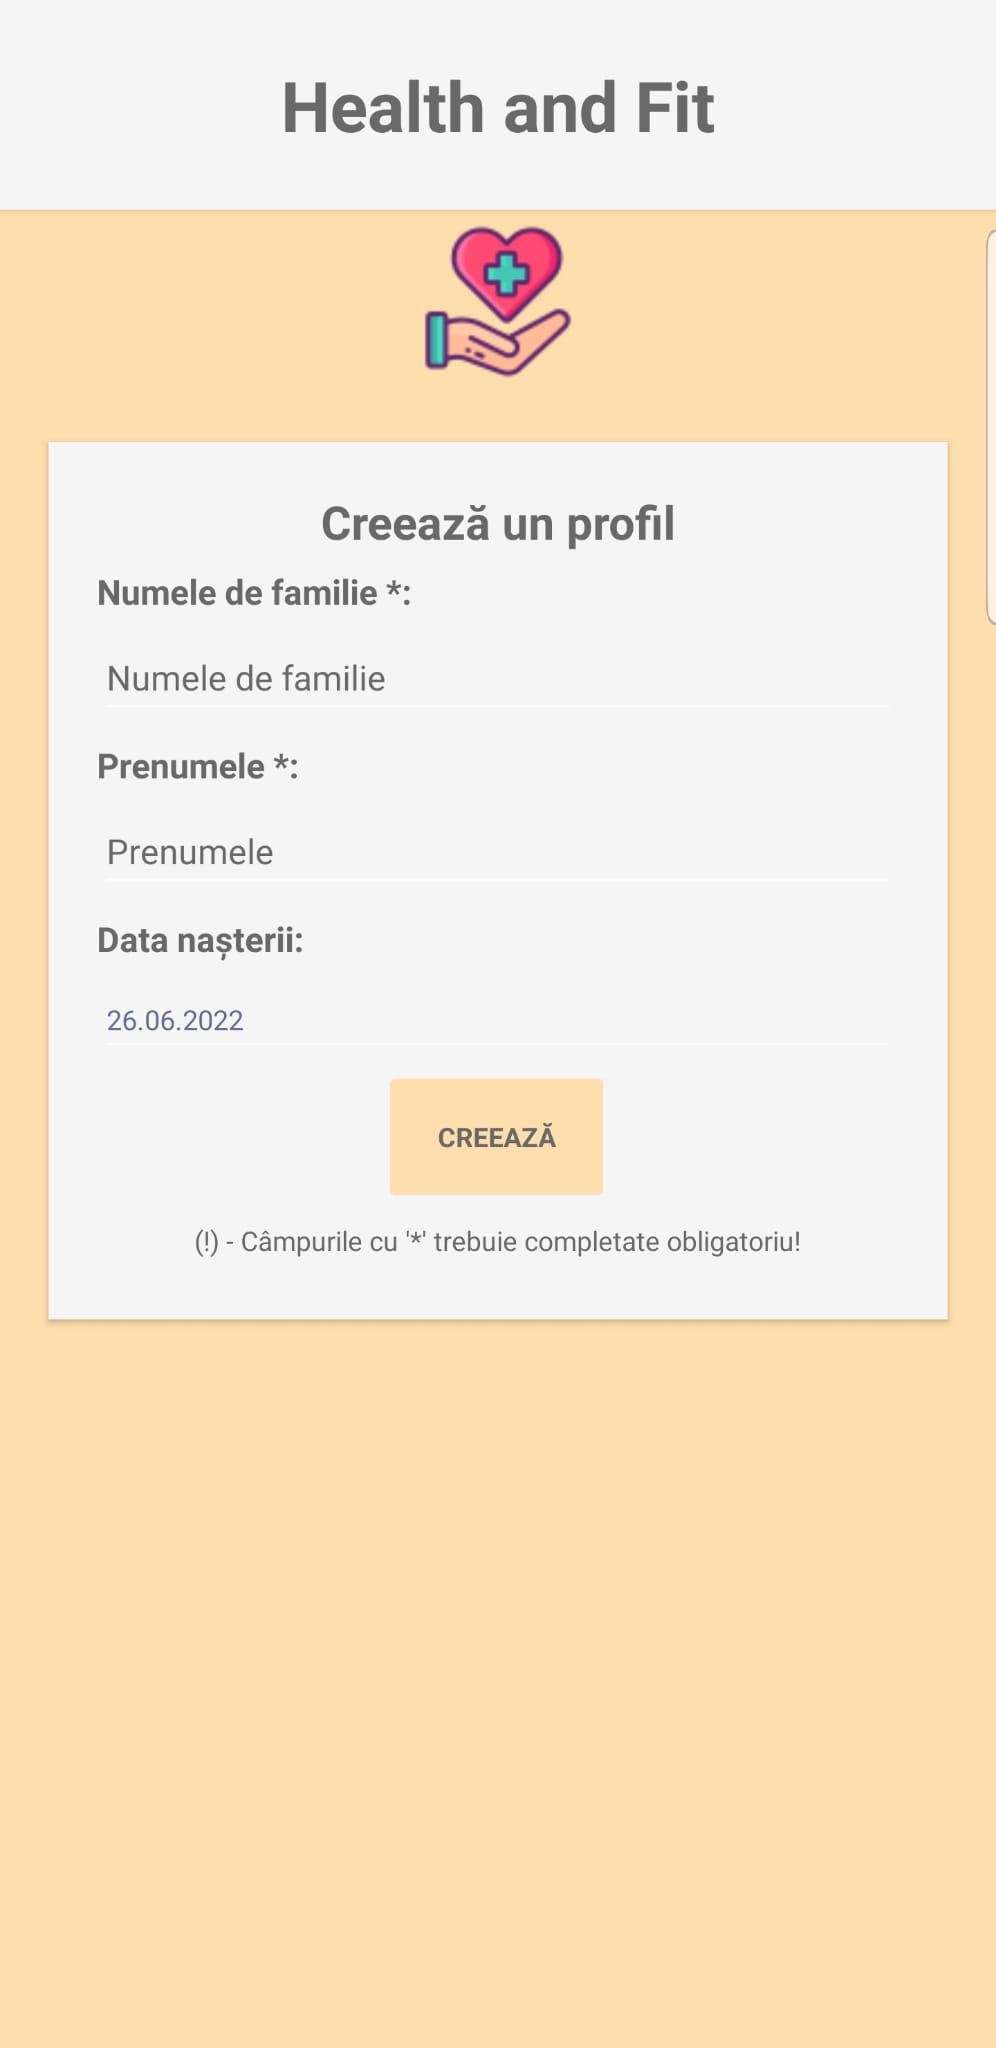 Health and Fit
Creează un profil
Numele de familie *:
Numele de familie
Prenumele *:
Prenumele
Data nașterii:
26.06.2022
CREEAZĂ
(!) - Câmpurile cu '*' trebuie completate obligatoriu!